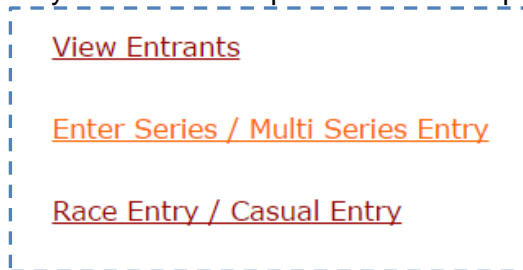 View Entrants
Enter Series / Multi Series Entry
Race Entry / Casual Entry